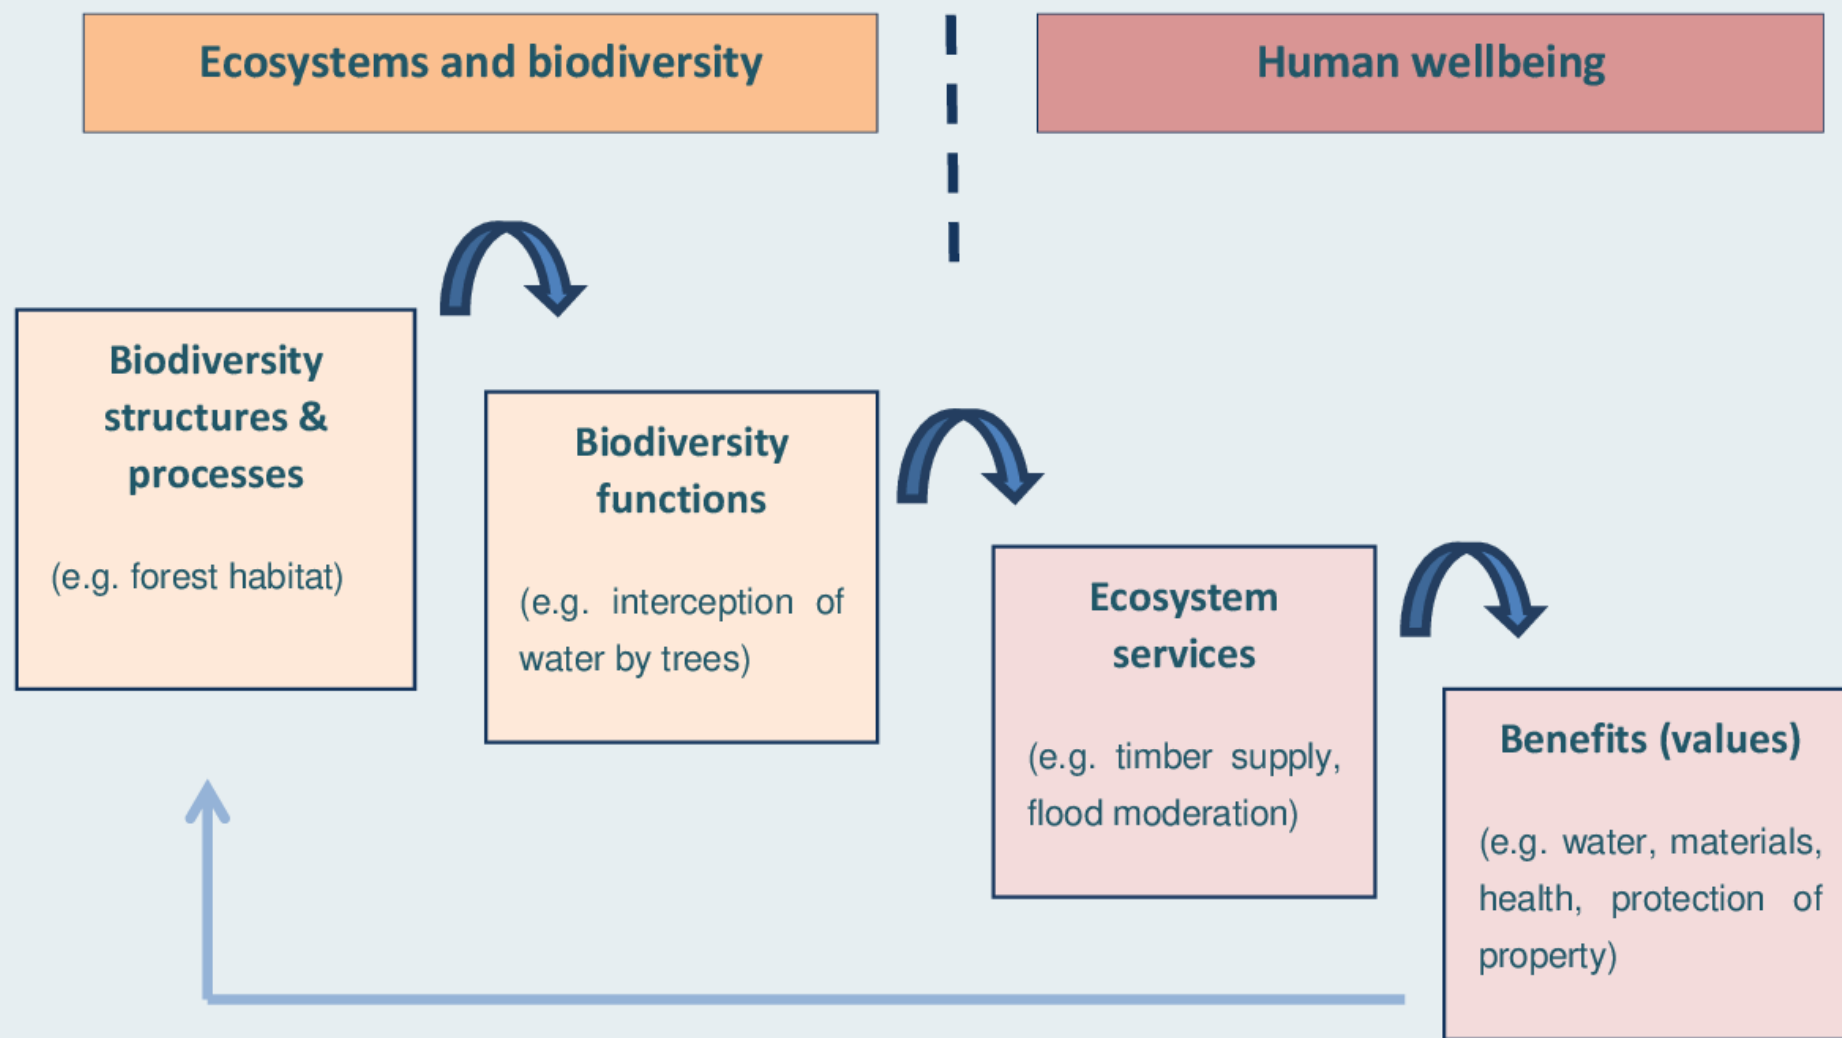 Ecosystems and biodiversity
Human wellbeing
Biodiversity
structures &
processes
(e.g. forest habitat)
Biodiversity
functions
(e.g. interception of
water by trees)
Ecosystem
services
(e.g. timber supply,
flood moderation)
Benefits (values)
(e.g. water, materials,
health, protection of
property)